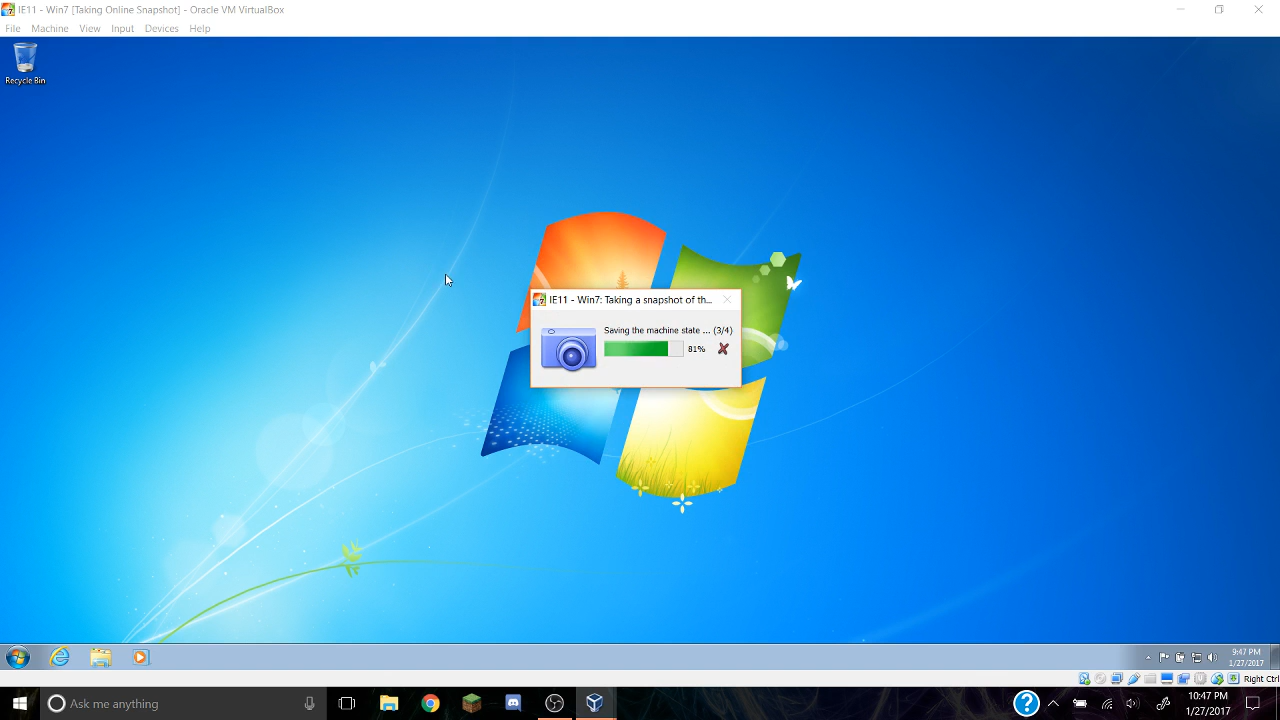 IE11 - Win7 [Taking Online Snapshot] - Oracle VM VirtualBox
File Machine View Input Devices Help
Recycle Bin
7 IE11 - Win7: Taking a snapshot of th...
Saving the machine state ... (3/4)
81%
9:47 PM
1/27/2017
Right Ctrl
Ask me anything
10:47 PM
1/27/2017